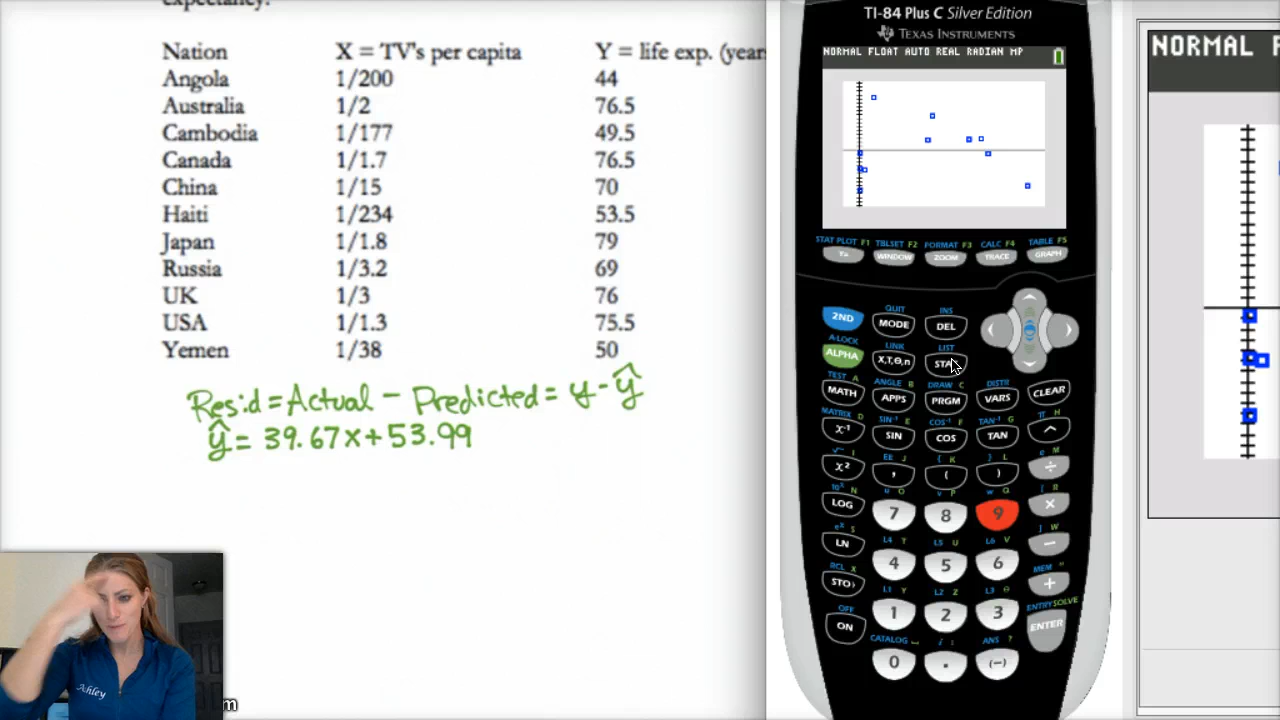 expectancy.
Nation X = TV's per capita Y = life exp. (years
Angola 1/200 44
Australia 1/2 76.5
Cambodia 1/177 49.5
Canada 1/1.7 76.5
China 1/15 70
Haiti 1/234 53.5
Japan 1/1.8 79
Russia 1/3.2 69
UK 1/3 76
USA 1/1.3 75.5
Yemen 1/38 50
Resid = Actual - Predicted = y - ŷ
ŷ = 39.67x + 53.99
Ashley
m
TI-84 Plus C Silver Edition
TEXAS INSTRUMENTS
NORMAL FLOAT AUTO REAL RADIAN MP
STAT PLOT F1 TBLSET F2 FORMAT F3 CALC F4 TABLE F5
Y= WINDOW ZOOM TRACE GRAPH
QUIT INS
2ND MODE DEL
A-LOCK LINK LIST
ALPHA X,T,Θ,n STAT
TEST A ANGLE B DRAW C DISTR
MATH APPS PRGM VARS CLEAR
MATRIX D SIN⁻¹ E COS⁻¹ F TAN⁻¹ G π H
X⁻¹ SIN COS TAN ^
√ I EE J { K } L e M
X² , ( ) ÷
10ˣ N u O v P w Q [ R
LOG 7 8 9 ×
eˣ S L4 T L5 U L6 V ] W
LN 4 5 6 −
RCL X L1 Y L2 Z L3 Θ MEM "
STO› 1 2 3 +
OFF CATALOG i : ANS ? ENTRY SOLVE
ON 0 . (−) ENTER
NORMAL F